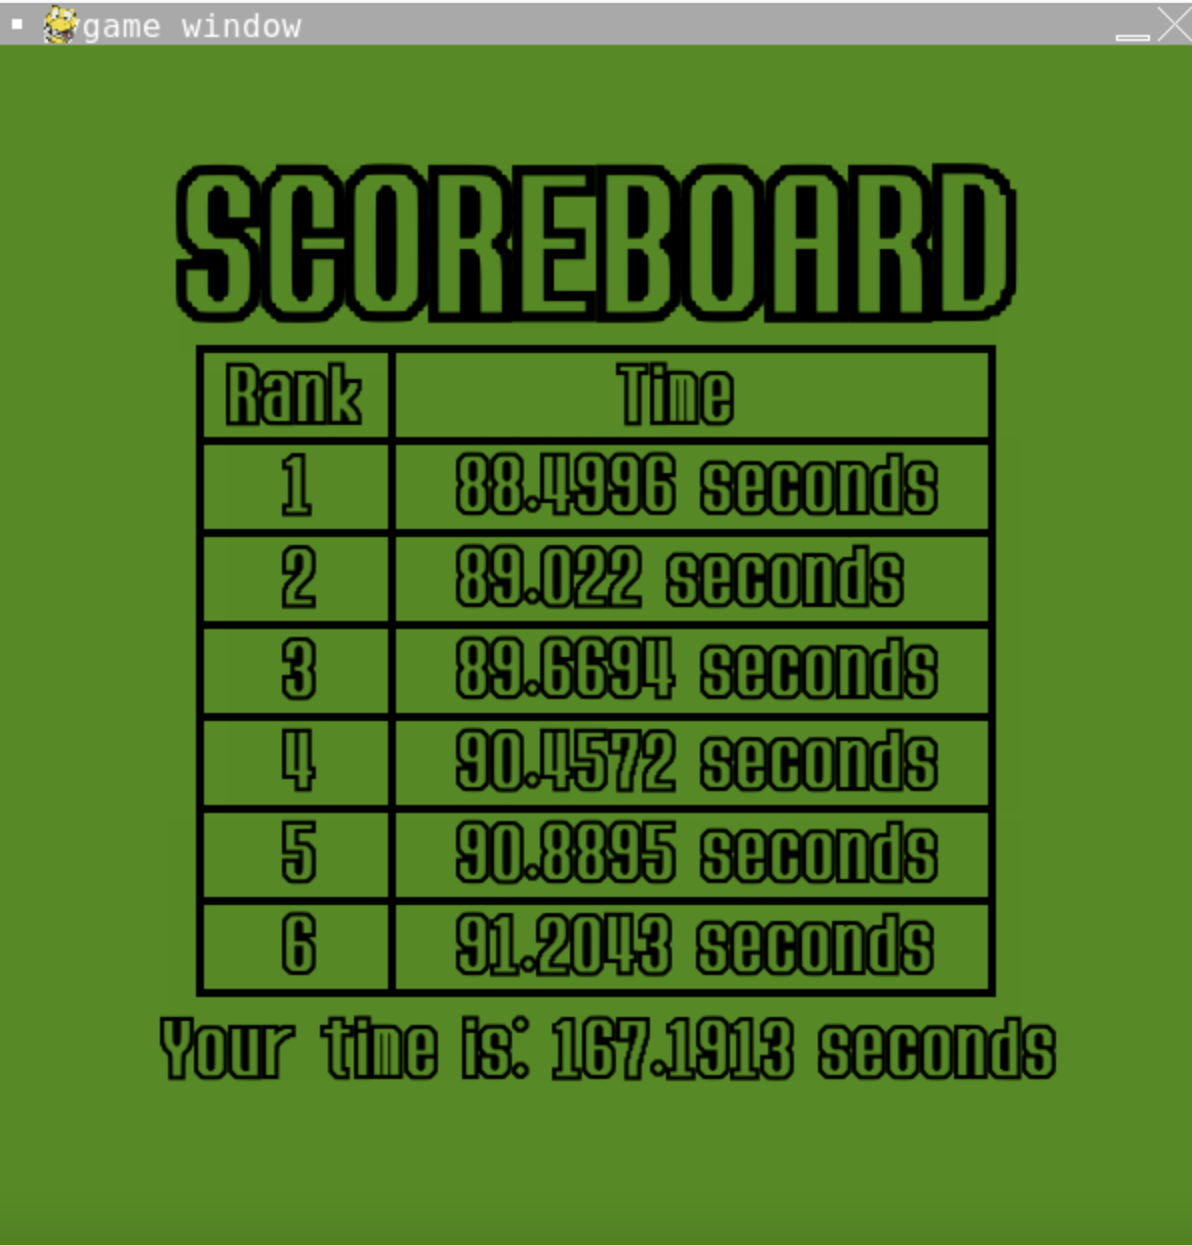 game window
SCOREBOARD
Rank Time
1 88.4996 seconds
2 89.022 seconds
3 89.6694 seconds
4 90.4572 seconds
5 90.8895 seconds
6 91.2043 seconds
Your time is: 167.1913 seconds